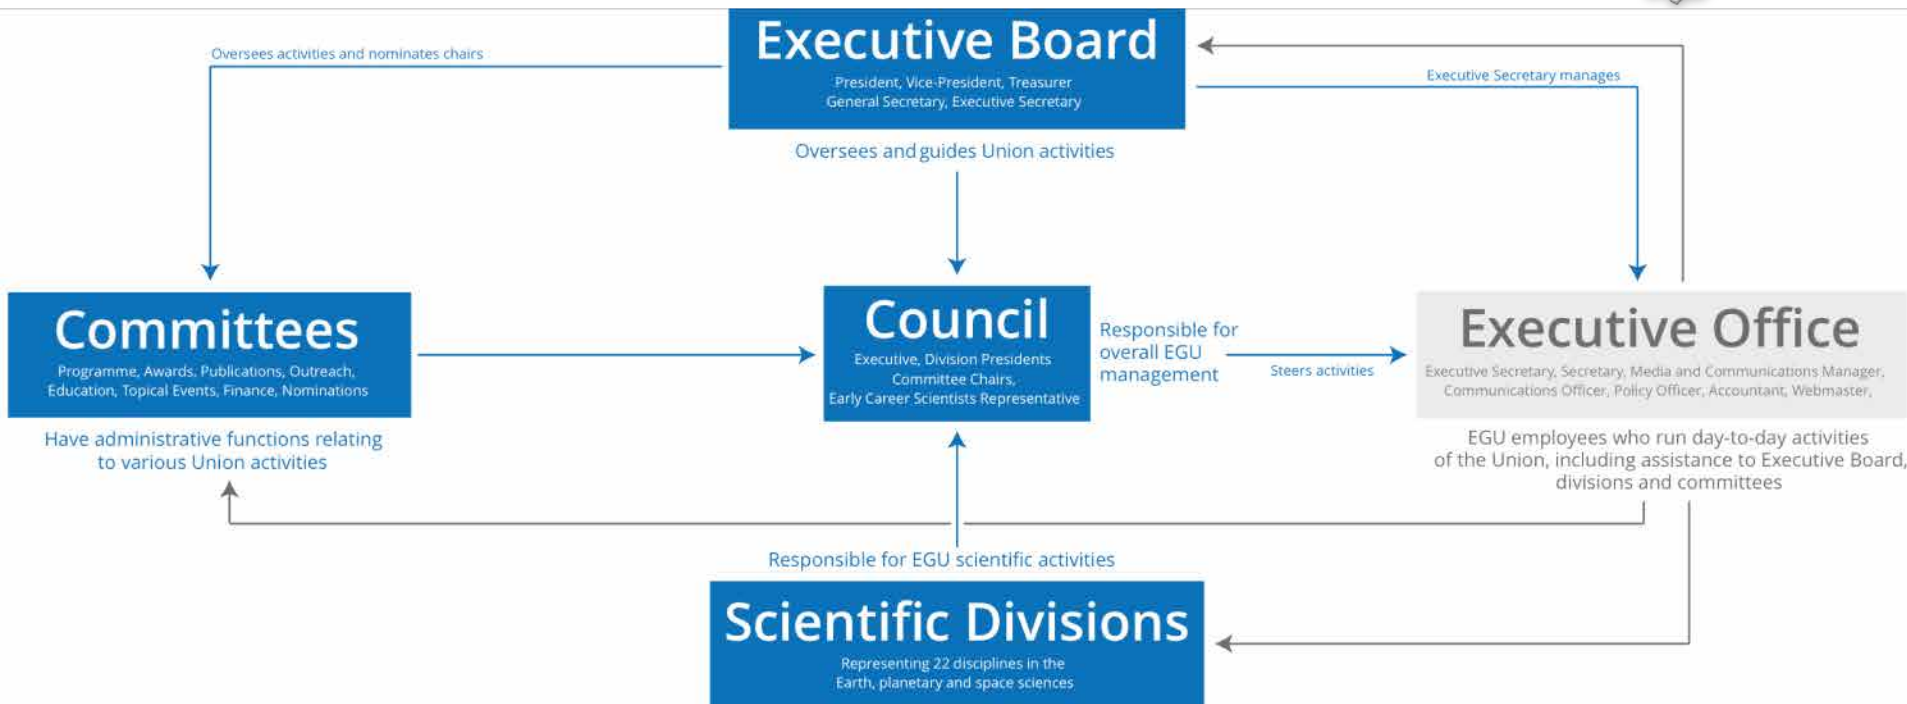 Executive Board
President, Vice-President, Treasurer
General Secretary, Executive Secretary
Oversees activities and nominates chairs
Executive Secretary manages
Oversees and guides Union activities
Committees
Programme, Awards. Publications, Outreach,
Education, Topical Events, Finance, Nominations
Have administrative functions relating
to various Union activities
Council
Executive, Division Presidents
Committee Chairs,
Early Career Scientists Representative
Responsible for
overall EGU
management
Steers activities
Executive Office
Executive Secretary, Secretary, Media and Communications Manager,
Communications Officer, Policy Officer, Accountant, Webmaster,
EGU employees who run day-to-day activities
of the Union, including assistance to Executive Board,
divisions and committees
Responsible for EGU scientific activities
Scientific Divisions
Representing 22 disciplines in the
Earth, planetary and space sciences